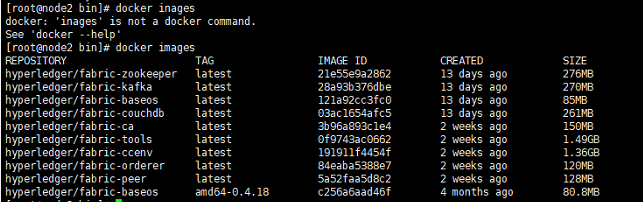 [root@node2 bin]# docker inages
docker: 'inages' is not a docker command.
See 'docker --help'
[root@node2 bin]# docker images
REPOSITORY TAG IMAGE ID CREATED SIZE
hyperledger/fabric-zookeeper latest 21e55e9a2862 13 days ago 276MB
hyperledger/fabric-kafka latest 28a93b376dbe 13 days ago 270MB
hyperledger/fabric-baseos latest 121a92cc3fc0 13 days ago 85MB
hyperledger/fabric-couchdb latest 03ac1654afc5 13 days ago 261MB
hyperledger/fabric-ca latest 3b96a893c1e4 2 weeks ago 150MB
hyperledger/fabric-tools latest 0f9743ac0662 2 weeks ago 1.49GB
hyperledger/fabric-ccenv latest 191911f4454f 2 weeks ago 1.36GB
hyperledger/fabric-orderer latest 84eaba5388e7 2 weeks ago 120MB
hyperledger/fabric-peer latest 5a52faa5d8c2 2 weeks ago 128MB
hyperledger/fabric-baseos amd64-0.4.18 c256a6aad46f 4 months ago 80.8MB
[root@node2 bin]#